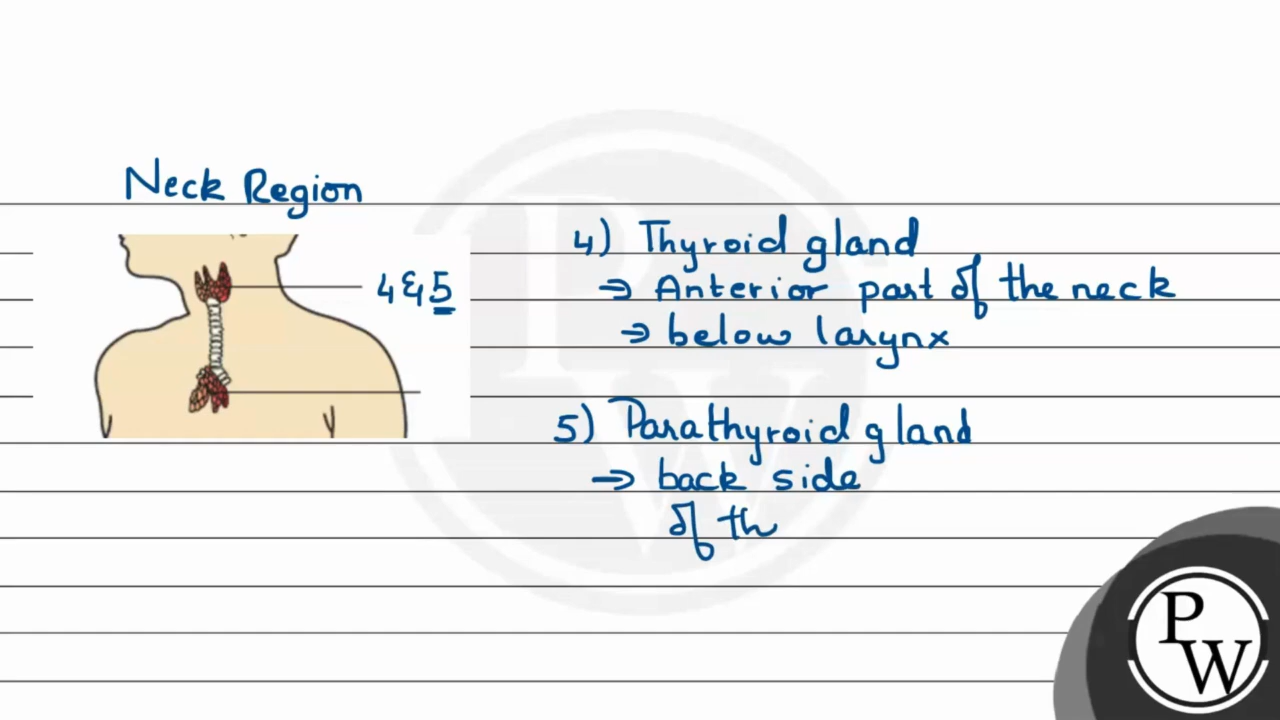 Neck Region
4 & 5
4) Thyroid gland
→ Anterior part of the neck
→ below larynx
5) Parathyroid gland
→ back side
of th
PW